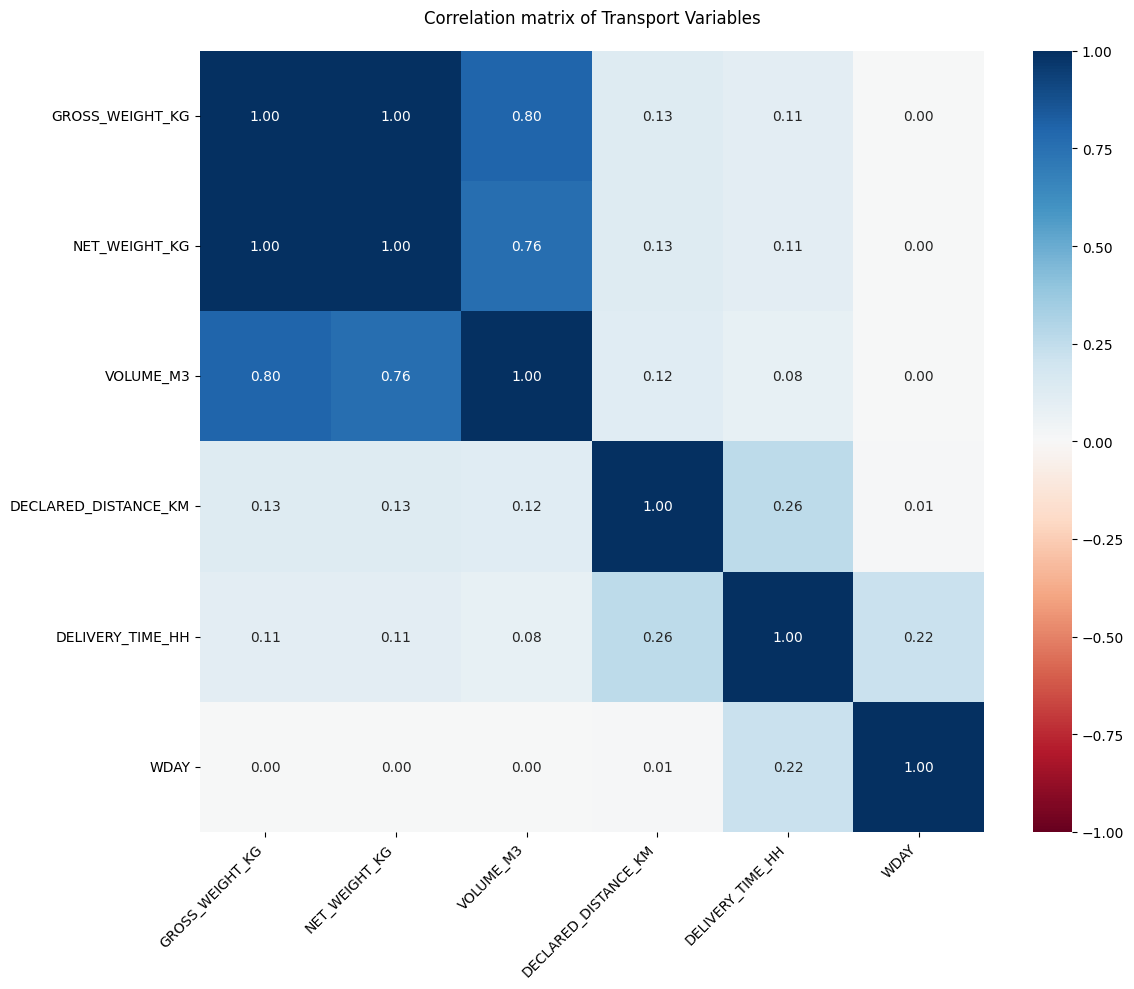 Correlation matrix of Transport Variables
GROSS_WEIGHT_KG 1.00 1.00 0.80 0.13 0.11 0.00
NET_WEIGHT_KG 1.00 1.00 0.76 0.13 0.11 0.00
VOLUME_M3 0.80 0.76 1.00 0.12 0.08 0.00
DECLARED_DISTANCE_KM 0.13 0.13 0.12 1.00 0.26 0.01
DELIVERY_TIME_HH 0.11 0.11 0.08 0.26 1.00 0.22
WDAY 0.00 0.00 0.00 0.01 0.22 1.00
GROSS_WEIGHT_KG
NET_WEIGHT_KG
VOLUME_M3
DECLARED_DISTANCE_KM
DELIVERY_TIME_HH
WDAY
1.00
0.75
0.50
0.25
0.00
−0.25
−0.50
−0.75
−1.00